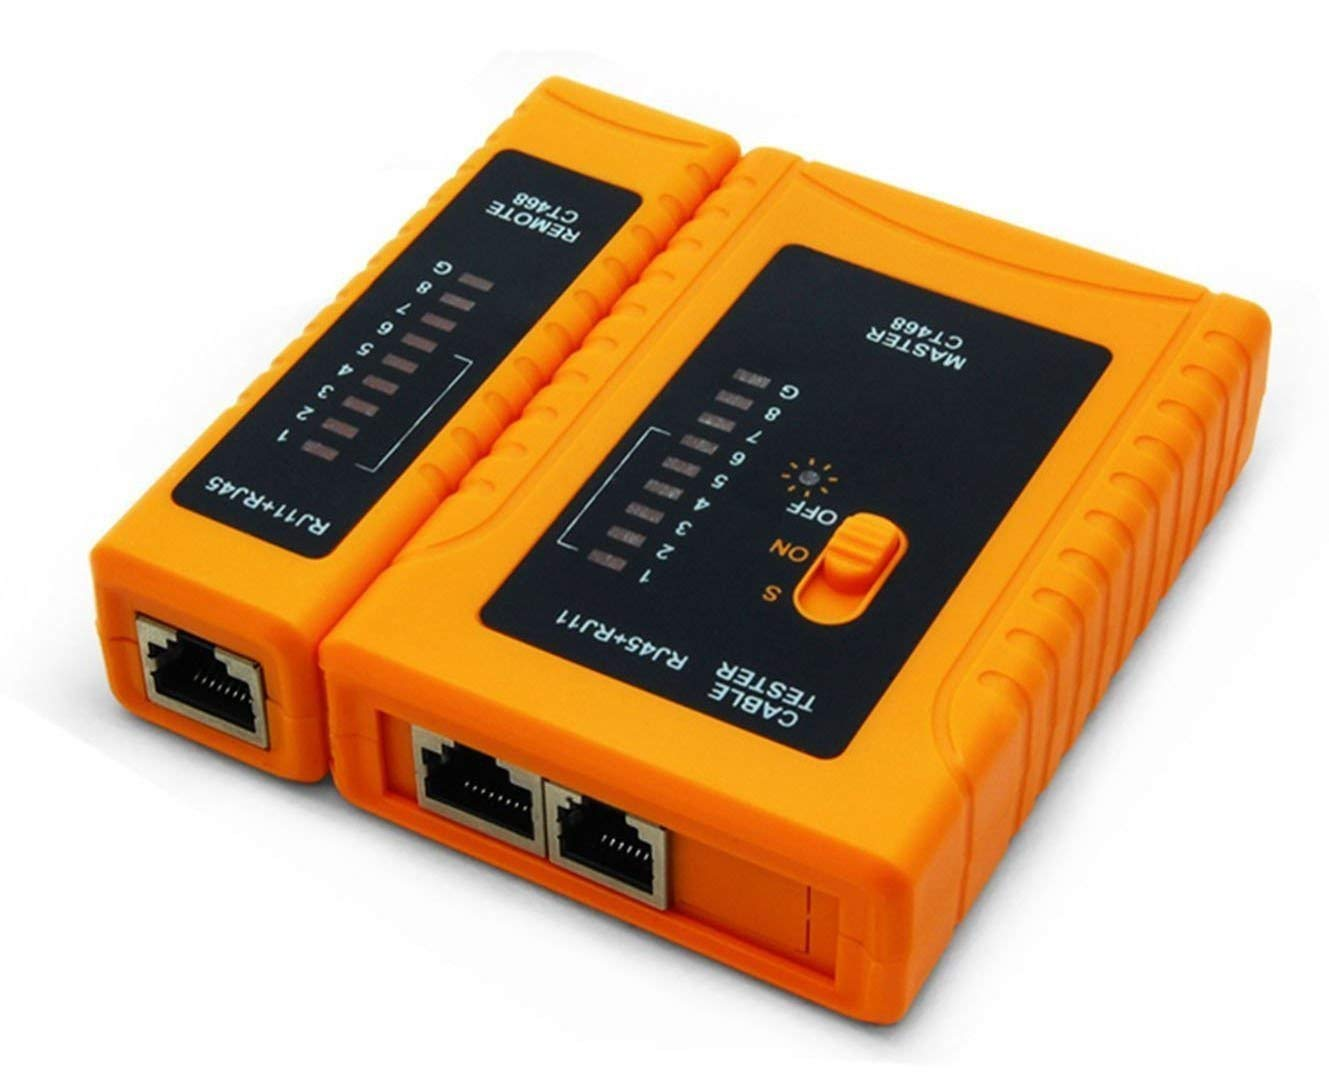 REMOTE
CT468
G
8
7
6
5
4
3
2
1
RJ11+RJ45
MASTER
CT468
G
8
7
6
5
4
3
2
1
OFF
ON
S
RJ45+RJ11
CABLE
TESTER